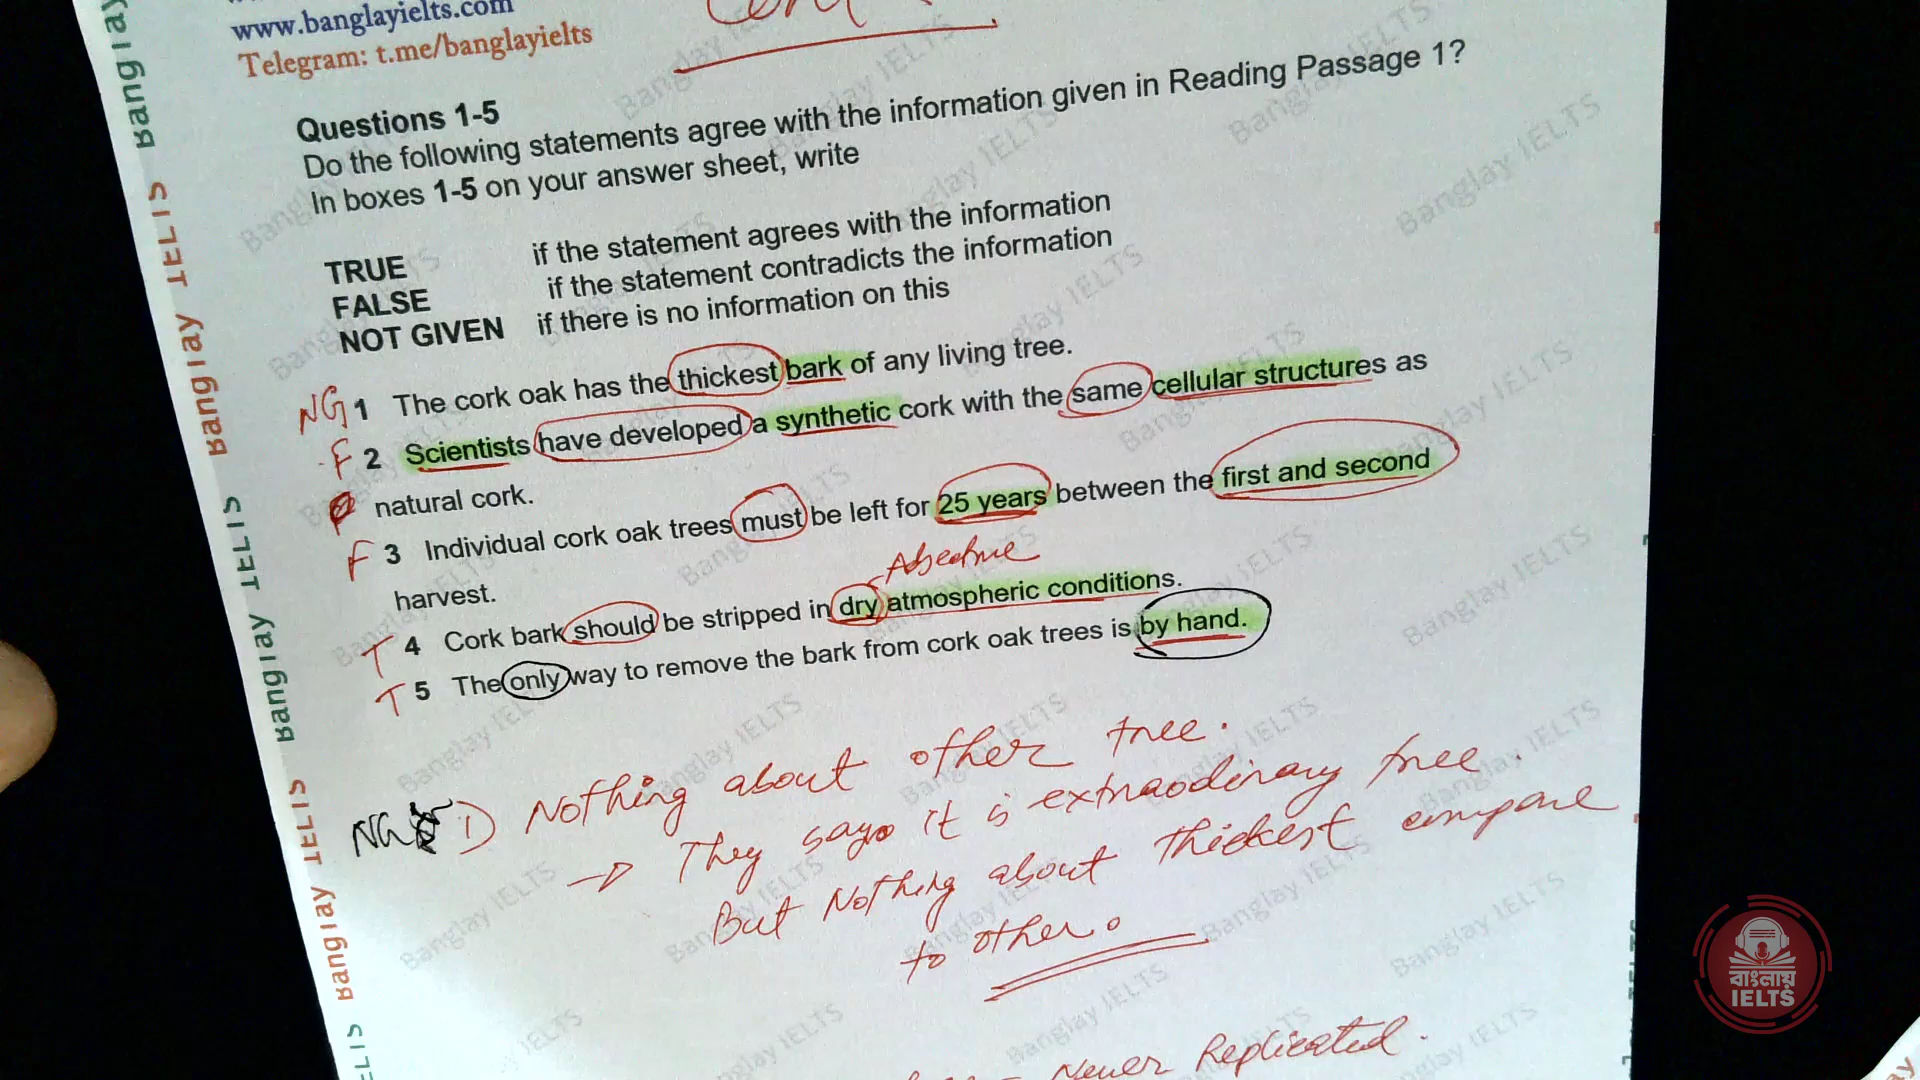 www.banglayielts.com
Telegram: t.me/banglayielts
Questions 1-5
Do the following statements agree with the information given in Reading Passage 1?
In boxes 1-5 on your answer sheet, write
TRUE if the statement agrees with the information
FALSE if the statement contradicts the information
NOT GIVEN if there is no information on this
NG 1 The cork oak has the thickest bark of any living tree.
F 2 Scientists have developed a synthetic cork with the same cellular structures as
natural cork.
F 3 Individual cork oak trees must be left for 25 years between the first and second
harvest.
T 4 Cork bark should be stripped in dry atmospheric conditions.
T 5 The only way to remove the bark from cork oak trees is by hand.
NG 1) Nothing about other tree.
→ They says it is extraodinary tree.
But Nothing about thickest compare
to other.
Never Replicated.
Banglay IELTS
বাংলায়
IELTS